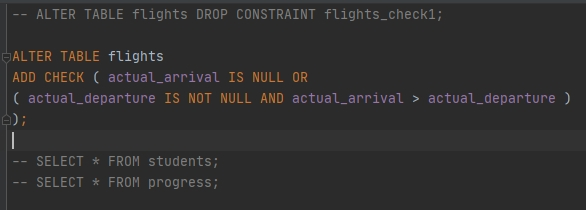 -- ALTER TABLE flights DROP CONSTRAINT flights_check1;
ALTER TABLE flights
ADD CHECK ( actual_arrival IS NULL OR
( actual_departure IS NOT NULL AND actual_arrival > actual_departure )
);
-- SELECT * FROM students;
-- SELECT * FROM progress;